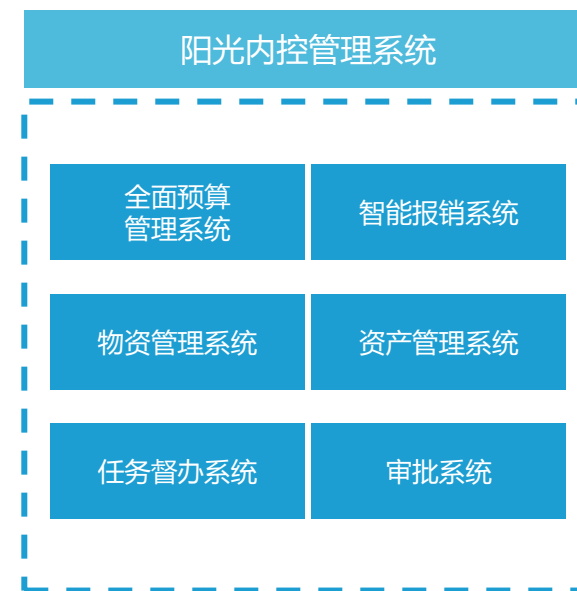 阳光内控管理系统
全面预算
管理系统
智能报销系统
物资管理系统
资产管理系统
任务督办系统
审批系统